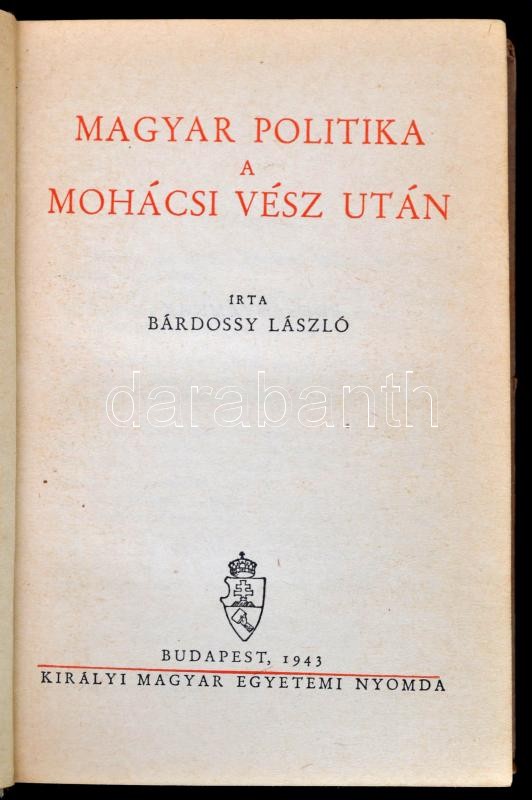 MAGYAR POLITIKA
A
MOHÁCSI VÉSZ UTÁN
ÍRTA
BÁRDOSSY LÁSZLÓ
darabanth
BUDAPEST, 1943
KIRÁLYI MAGYAR EGYETEMI NYOMDA